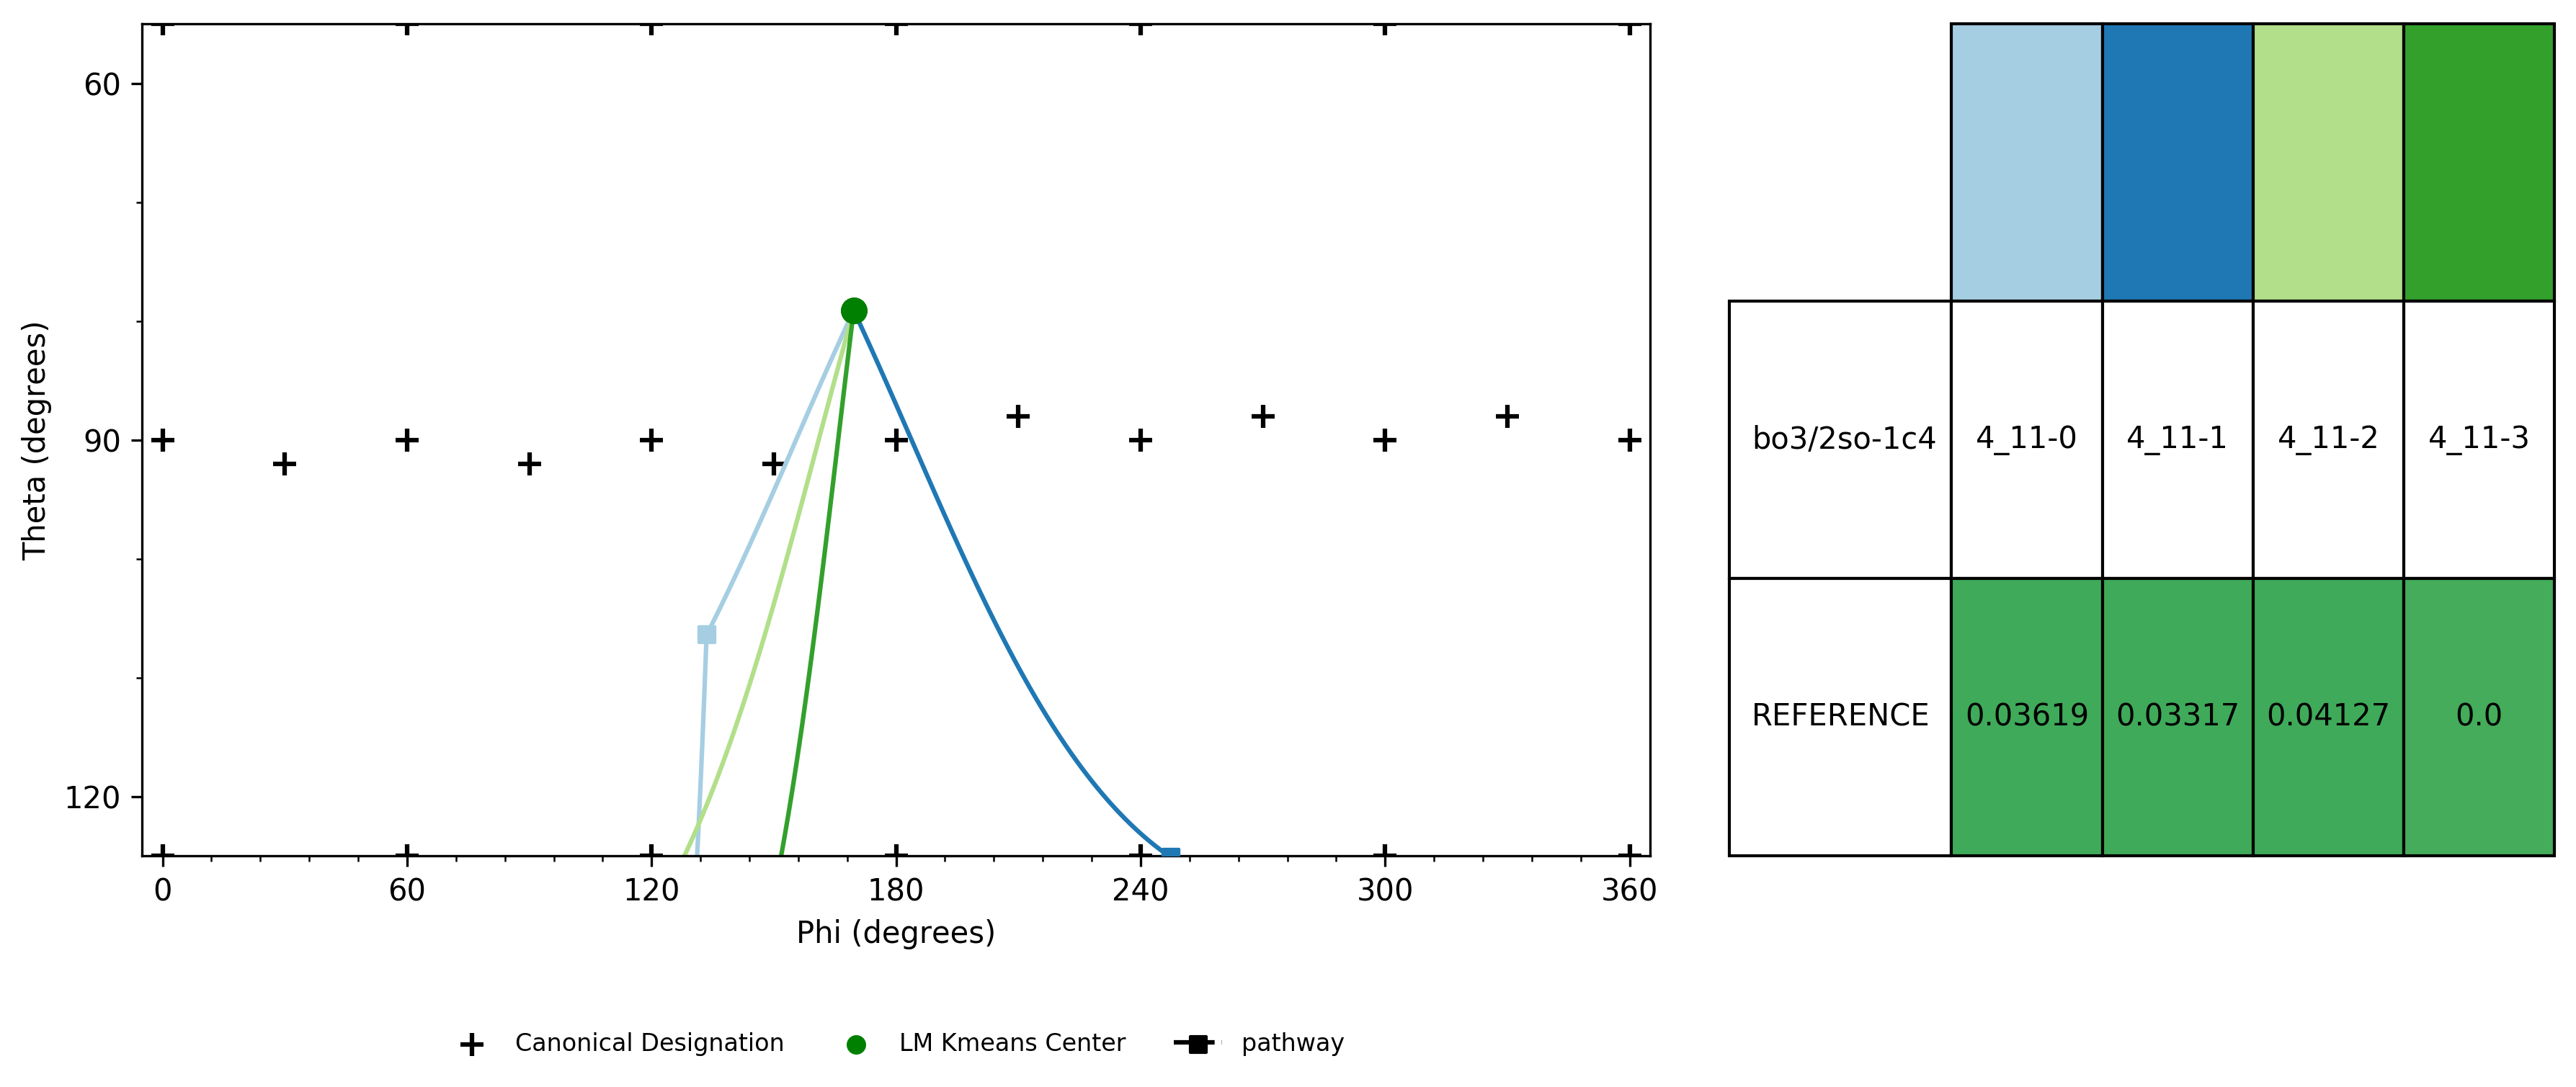 60
90
120
Theta (degrees)
0 60 120 180 240 300 360
Phi (degrees)
Canonical Designation LM Kmeans Center pathway
bo3/2so-1c4 4_11-0 4_11-1 4_11-2 4_11-3
REFERENCE 0.03619 0.03317 0.04127 0.0